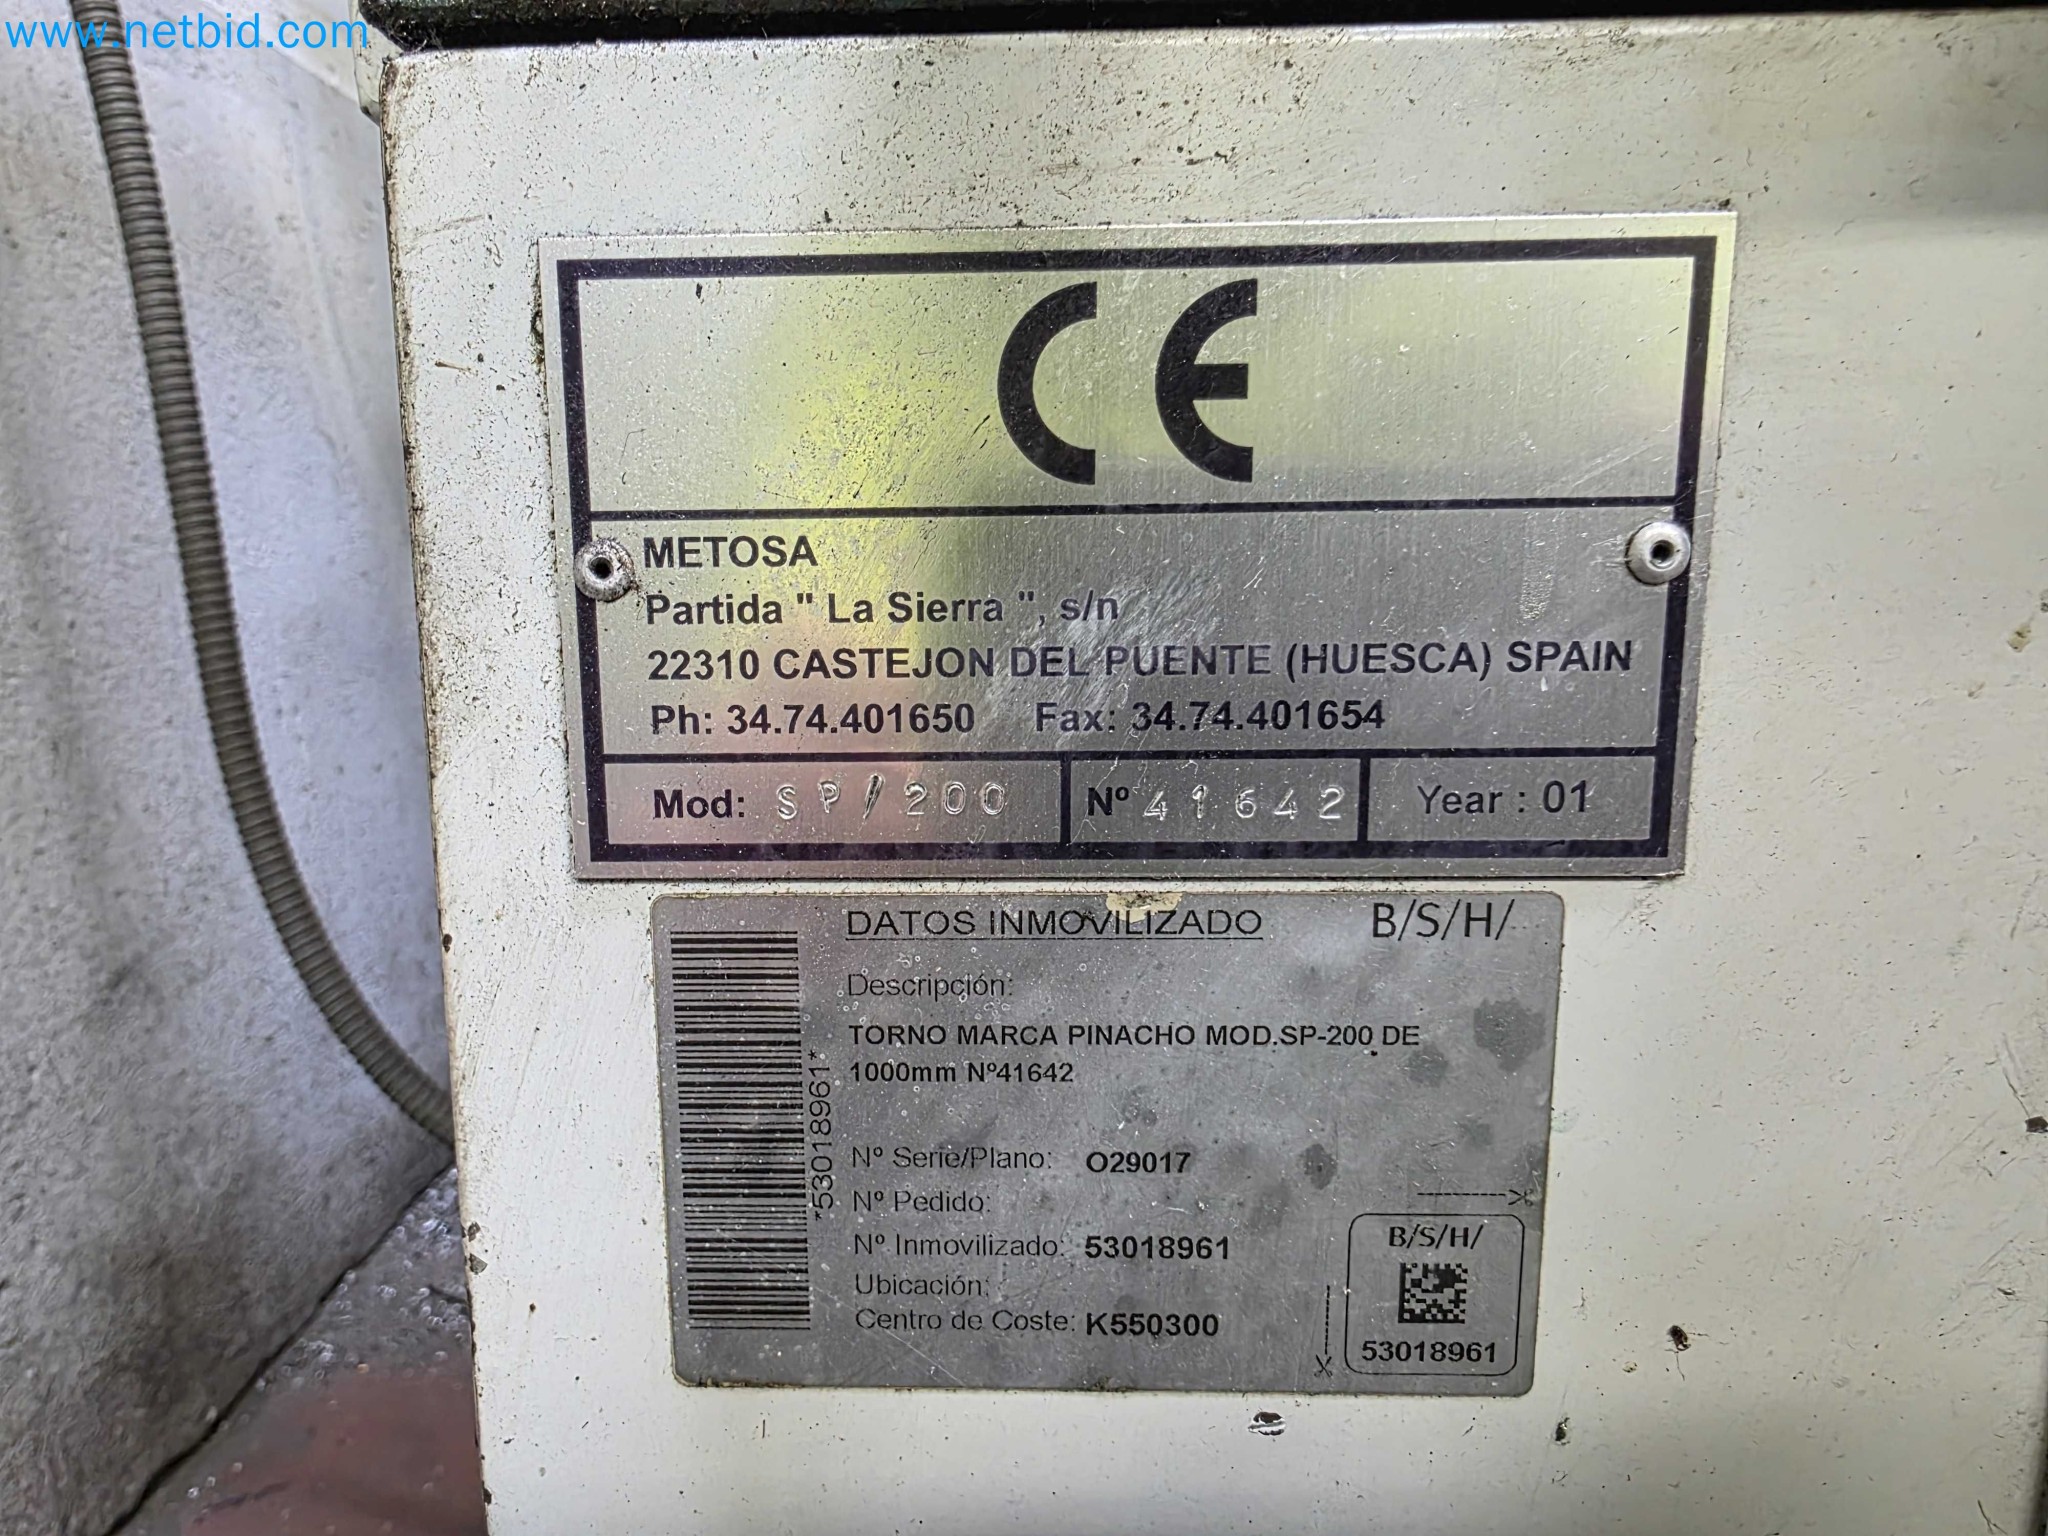 www.netbid.com
CE
METOSA
Partida " La Sierra ", s/n
22310 CASTEJON DEL PUENTE (HUESCA) SPAIN
Ph: 34.74.401650 Fax: 34.74.401654
Mod: SP/200 Nº 41642 Year : 01
DATOS INMOVILIZADO B/S/H/
Descripción:
TORNO MARCA PINACHO MOD.SP-200 DE
1000mm Nº41642
*53018961*
Nº Serie/Plano: O29017
Nº Pedido:
Nº Inmovilizado: 53018961
Ubicación:
Centro de Coste: K550300
B/S/H/
53018961